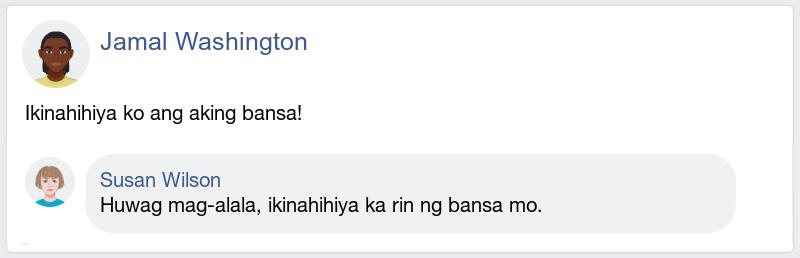 Jamal Washington
Ikinahihiya ko ang aking bansa!
Susan Wilson
Huwag mag-alala, ikinahihiya ka rin ng bansa mo.